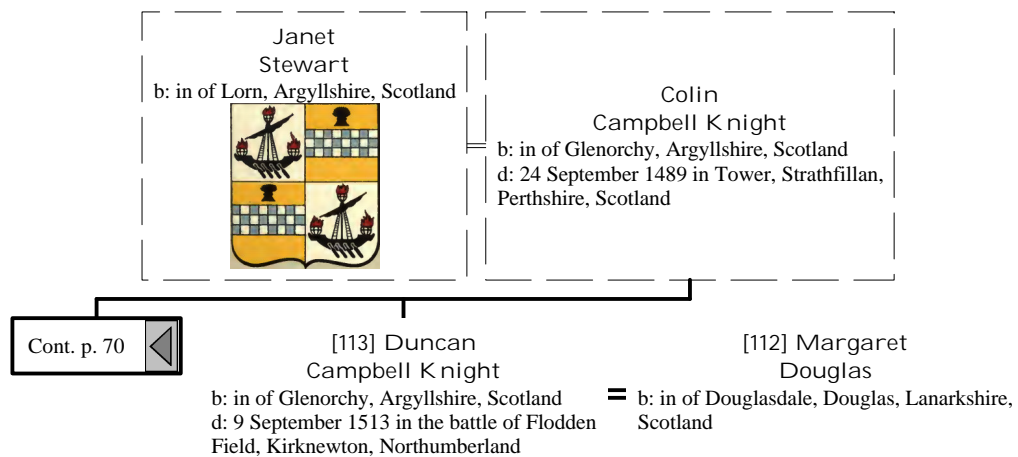 Janet
Stewart
b: in of Lorn, Argyllshire, Scotland
Colin
Campbell Knight
b: in of Glenorchy, Argyllshire, Scotland
d: 24 September 1489 in Tower, Strathfillan,
Perthshire, Scotland
=
Cont. p. 70
[113] Duncan
Campbell Knight
b: in of Glenorchy, Argyllshire, Scotland
d: 9 September 1513 in the battle of Flodden
Field, Kirknewton, Northumberland
=
[112] Margaret
Douglas
b: in of Douglasdale, Douglas, Lanarkshire,
Scotland